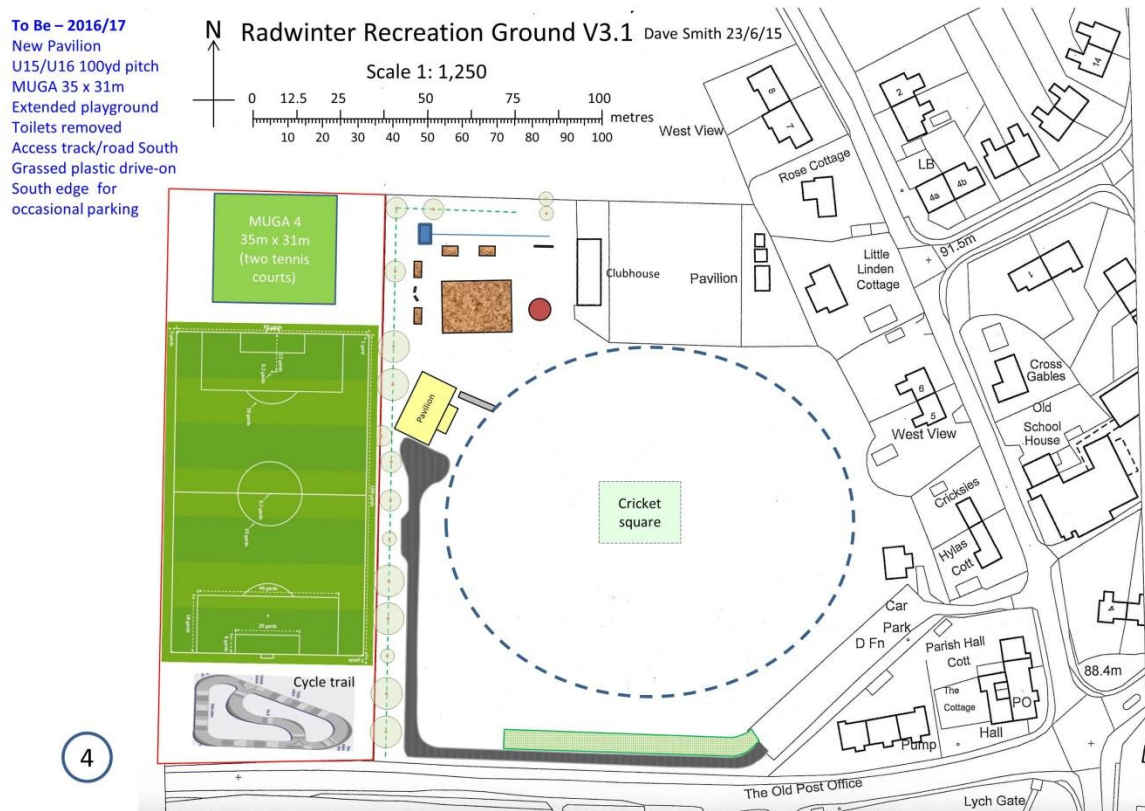 To Be – 2016/17
New Pavilion
U15/U16 100yd pitch
MUGA 35 x 31m
Extended playground
Toilets removed
Access track/road South
Grassed plastic drive-on
South edge for
occasional parking
N
Radwinter Recreation Ground V3.1 Dave Smith 23/6/15
Scale 1: 1,250
0 12.5 25 50 75 100
metres
10 20 30 40 50 60 70 80 90 100
West View
8
7
2
14
Rose Cottage
LB
4a
4b
91.5m
MUGA 4
35m x 31m
(two tennis
courts)
Clubhouse
Pavilion
Little
Linden
Cottage
1
Cross
Gables
Pavilion
6
5
West View
Old
School
House
Cricket
square
Cricksies
Hylas
Cott
Car
Park
D Fn
Parish Hall
Cott
88.4m
The
Cottage
PO
Hall
Pump
Cycle trail
4
The Old Post Office
Lych Gate